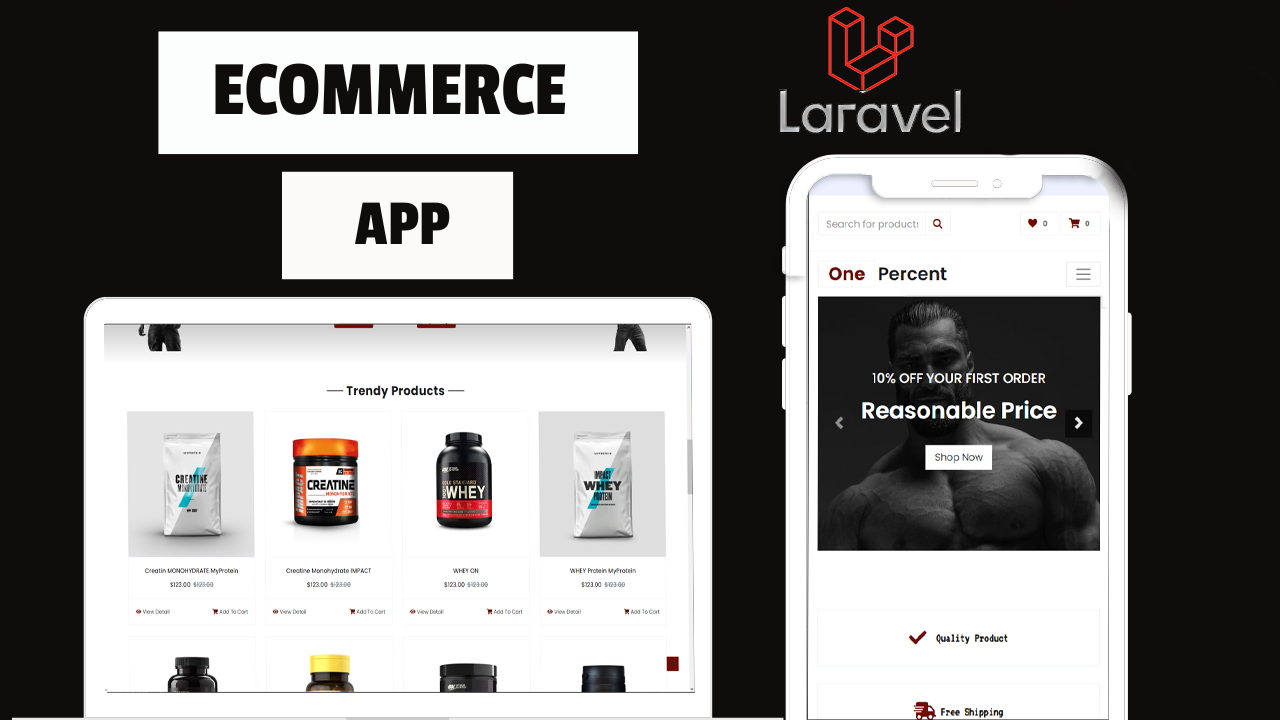 ECOMMERCE
APP
Laravel
Search for products
0
0
One Percent
10% OFF YOUR FIRST ORDER
Reasonable Price
Shop Now
Quality Product
Free Shipping
Trendy Products
CREATINE
MONOHYDRATE
IMPACT
CREATINE
MONOHYDRATE
GOLD STANDARD
100% WHEY
IMPACT
WHEY
PROTEIN
Creatin MONOHYDRATE MyProtein
$123.00 $123.00
View Detail Add To Cart
Creatine Monohydrate IMPACT
$123.00 $123.00
View Detail Add To Cart
WHEY ON
$123.00 $123.00
View Detail Add To Cart
WHEY Protein MyProtein
$123.00 $123.00
View Detail Add To Cart